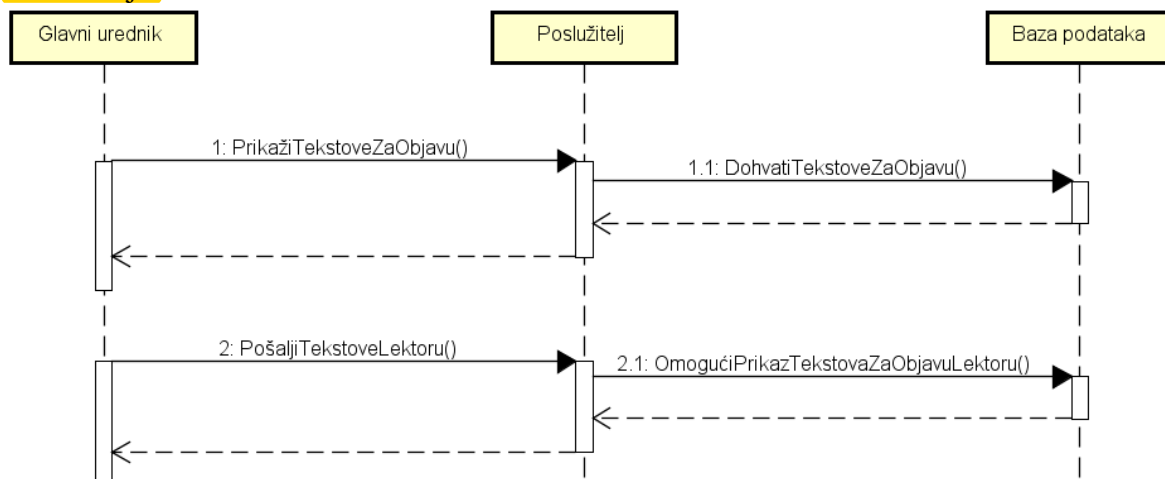 Glavni urednik
Poslužitelj
Baza podataka
1: PrikažiTekstoveZaObjavu()
1.1: DohvatiTekstoveZaObjavu()
2: PošaljiTekstoveLektoru()
2.1: OmogućiPrikazTekstovaZaObjavuLektoru()